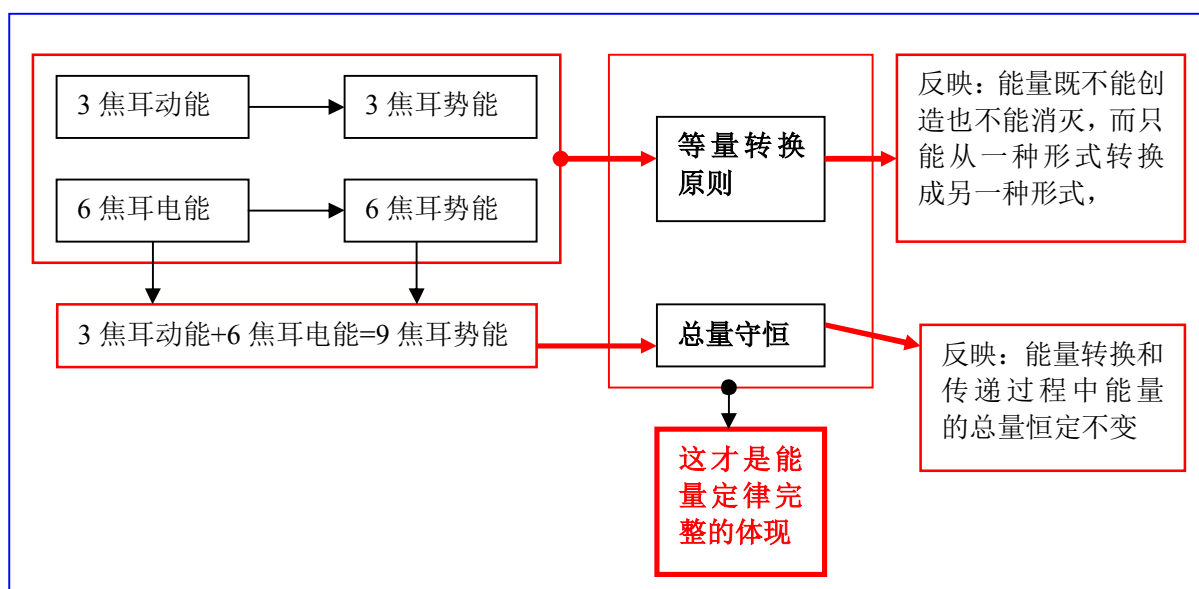 3 焦耳动能
3 焦耳势能
6 焦耳电能
6 焦耳势能
3 焦耳动能+6 焦耳电能=9 焦耳势能
等量转换
原则
总量守恒
这才是能
量定律完
整的体现
反映：能量既不能创
造也不能消灭，而只
能从一种形式转换
成另一种形式，
反映：能量转换和
传递过程中能量
的总量恒定不变